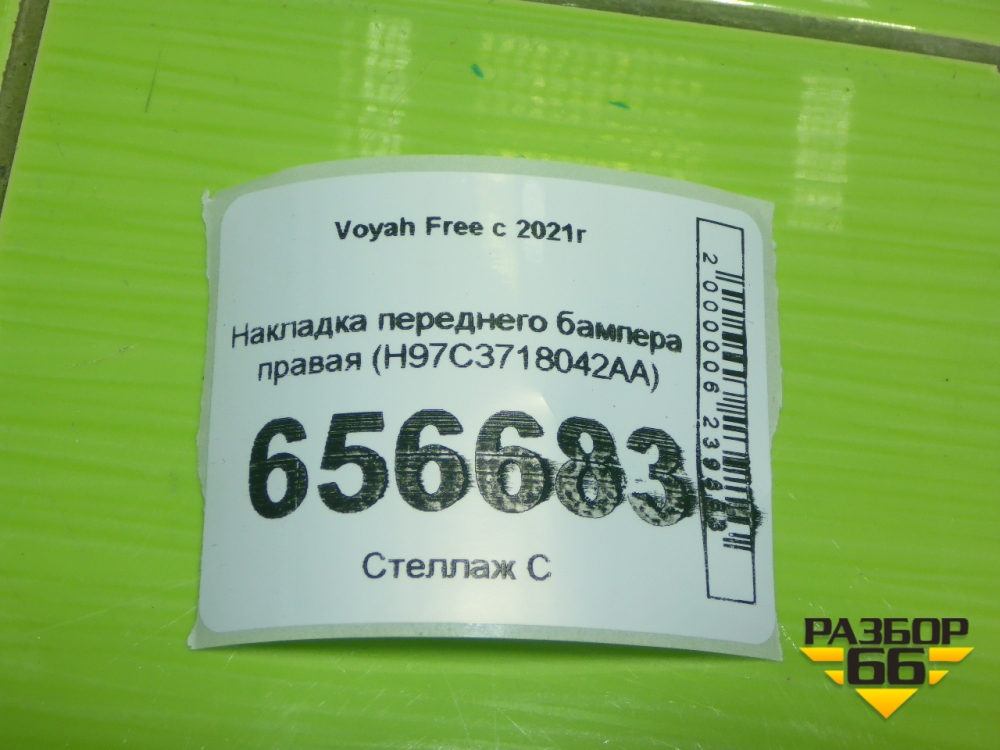 Voyah Free с 2021г
Накладка переднего бампера
правая (H97C3718042AA)
656683
Стеллаж С
РАЗБОР
66